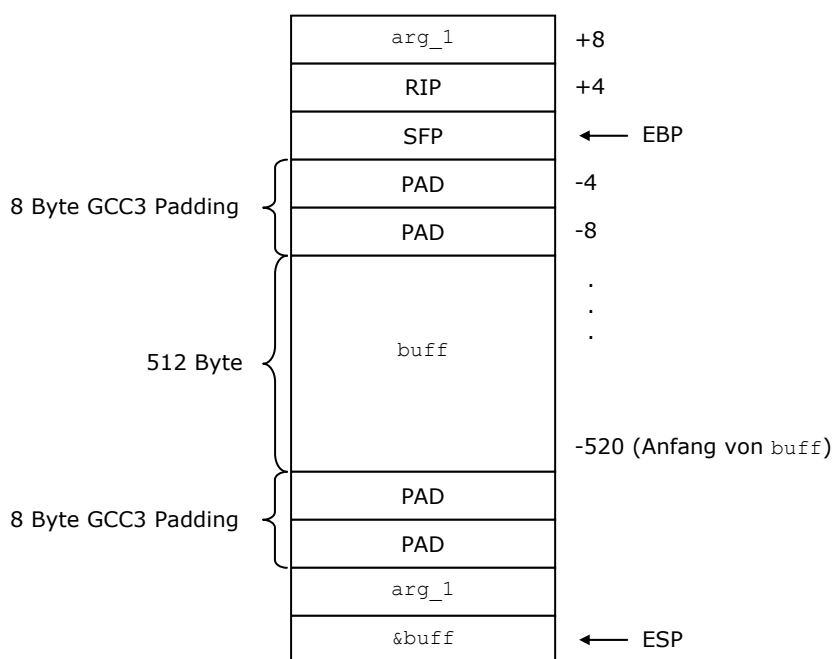 arg_1 +8
RIP +4
SFP EBP
8 Byte GCC3 Padding
PAD -4
PAD -8
.
.
.
512 Byte
buff
-520 (Anfang von buff)
8 Byte GCC3 Padding
PAD
PAD
arg_1
&buff ESP